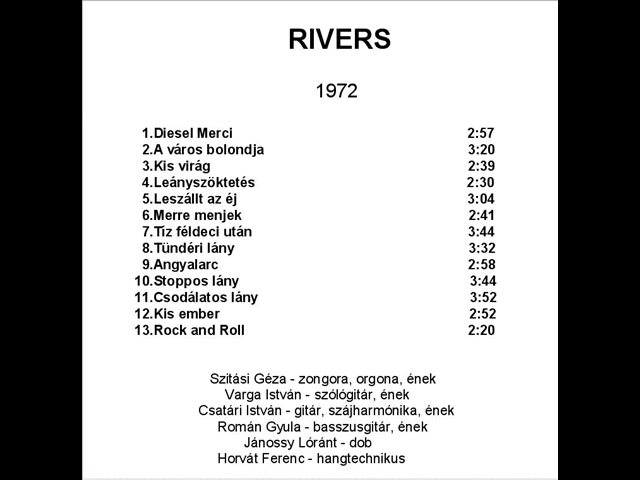 RIVERS
1972
1.Diesel Merci 2:57
2.A város bolondja 3:20
3.Kis virág 2:39
4.Leányszöktetés 2:30
5.Leszállt az éj 3:04
6.Merre menjek 2:41
7.Tíz féldeci után 3:44
8.Tündéri lány 3:32
9.Angyalarc 2:58
10.Stoppos lány 3:44
11.Csodálatos lány 3:52
12.Kis ember 2:52
13.Rock and Roll 2:20
Szitási Géza - zongora, orgona, ének
Varga István - szólógitár, ének
Csatári István - gitár, szájharmónika, ének
Román Gyula - basszusgitár, ének
Jánossy Lóránt - dob
Horvát Ferenc - hangtechnikus